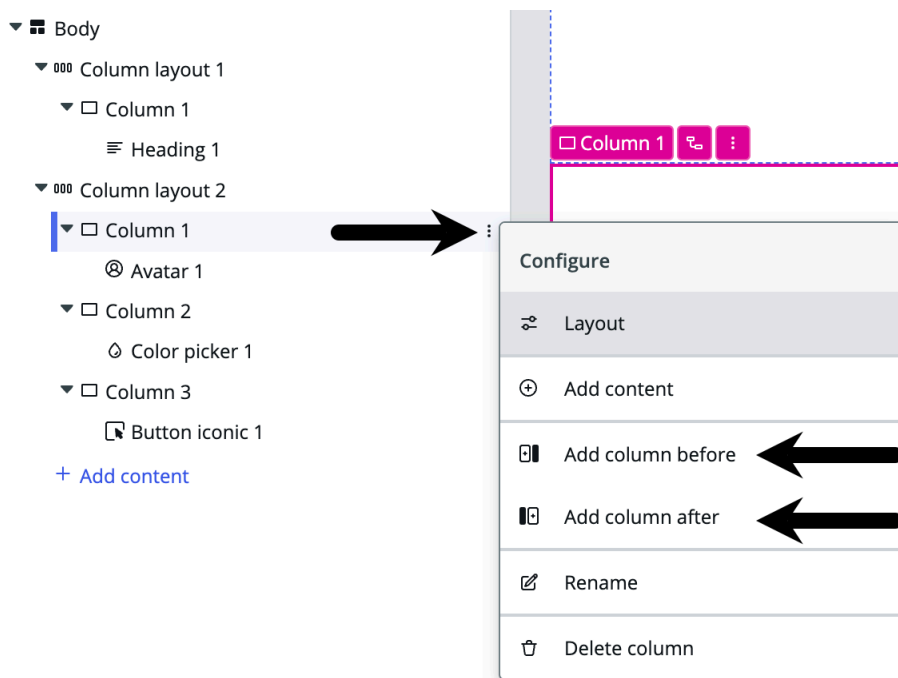 Body
Column layout 1
Column 1
Heading 1
Column layout 2
Column 1
Avatar 1
Column 2
Color picker 1
Column 3
Button iconic 1
+ Add content
Column 1
Configure
Layout
Add content
Add column before
Add column after
Rename
Delete column